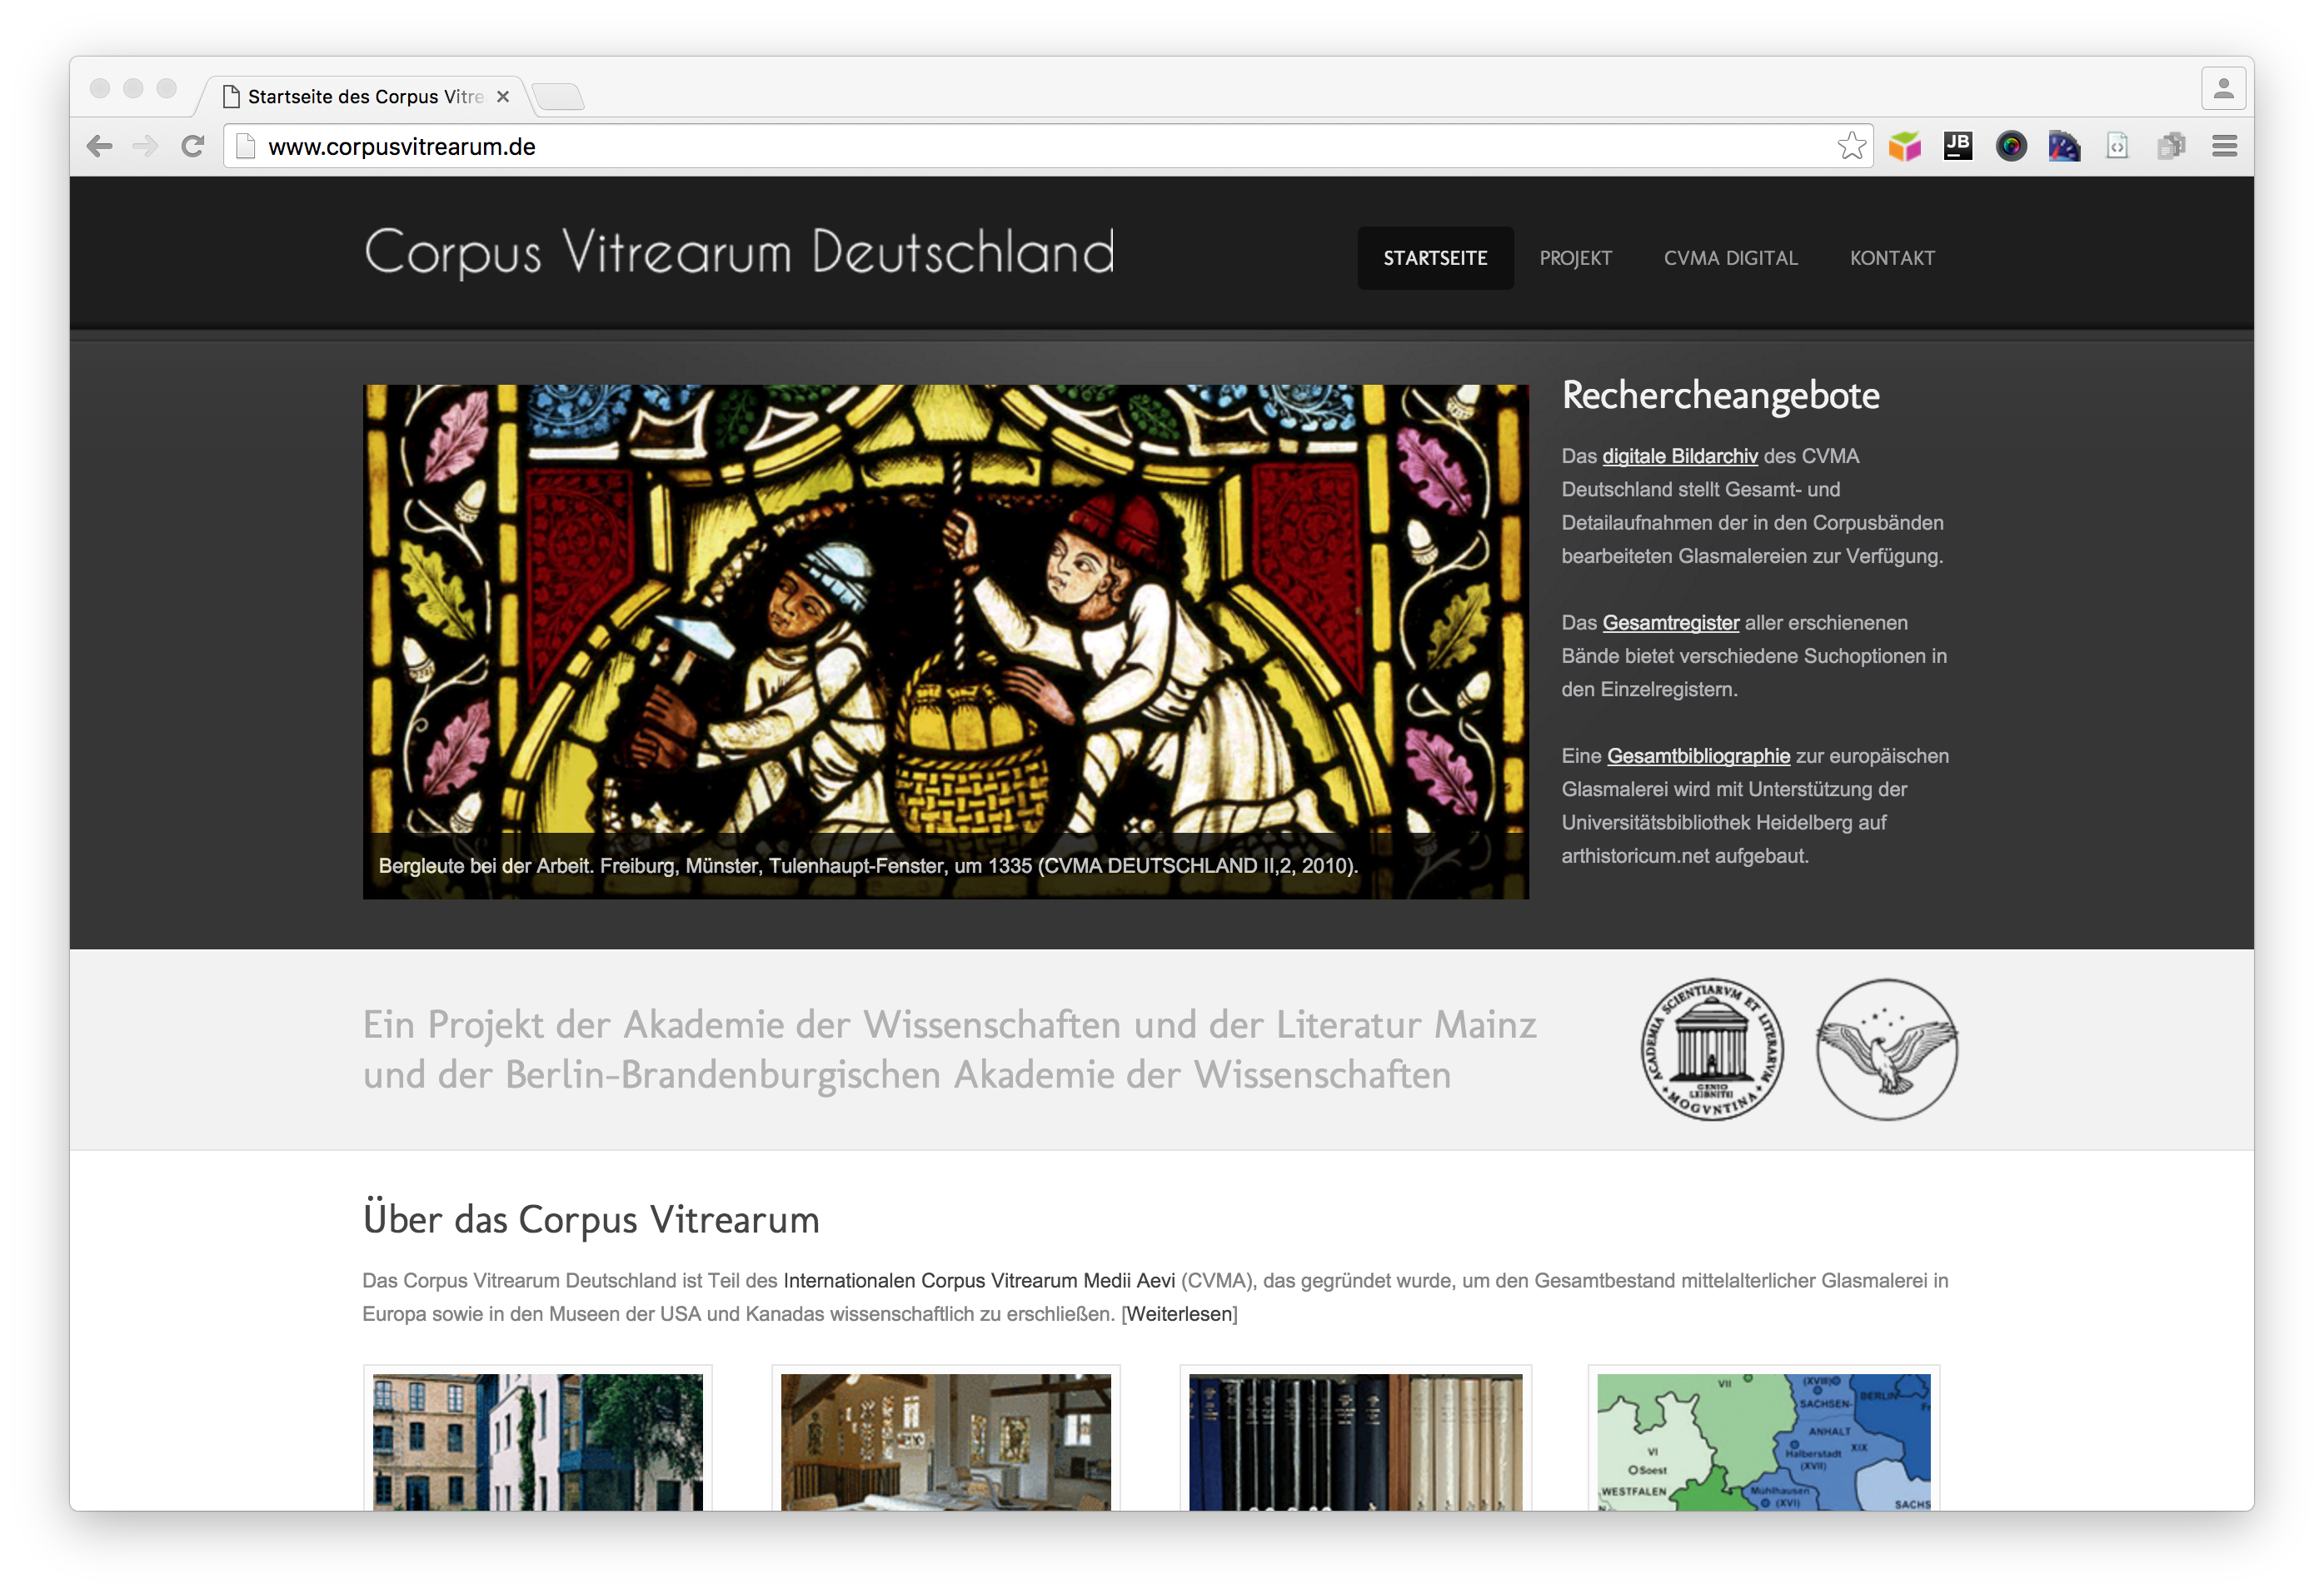 Startseite des Corpus Vitre
www.corpusvitrearum.de
JB
Corpus Vitrearum Deutschland
STARTSEITE PROJEKT CVMA DIGITAL KONTAKT
Bergleute bei der Arbeit. Freiburg, Münster, Tulenhaupt-Fenster, um 1335 (CVMA DEUTSCHLAND II,2, 2010).
Rechercheangebote
Das digitale Bildarchiv des CVMA
Deutschland stellt Gesamt- und
Detailaufnahmen der in den Corpusbänden
bearbeiteten Glasmalereien zur Verfügung.
Das Gesamtregister aller erschienenen
Bände bietet verschiedene Suchoptionen in
den Einzelregistern.
Eine Gesamtbibliographie zur europäischen
Glasmalerei wird mit Unterstützung der
Universitätsbibliothek Heidelberg auf
arthistoricum.net aufgebaut.
Ein Projekt der Akademie der Wissenschaften und der Literatur Mainz
und der Berlin-Brandenburgischen Akademie der Wissenschaften
ACADEMIA SCIENTIARVM ET LITERARVM
GENIO
LEIBNITII
MOGVNTINA
Über das Corpus Vitrearum
Das Corpus Vitrearum Deutschland ist Teil des Internationalen Corpus Vitrearum Medii Aevi (CVMA), das gegründet wurde, um den Gesamtbestand mittelalterlicher Glasmalerei in
Europa sowie in den Museen der USA und Kanadas wissenschaftlich zu erschließen. [Weiterlesen]
VII
(XVIII)
BERLIN
SACHSEN-
ANHALT
VI
XIX
Halberstadt
(XVII)
Soest
WESTFALEN
Mühlhausen
(XVI)
SACHS